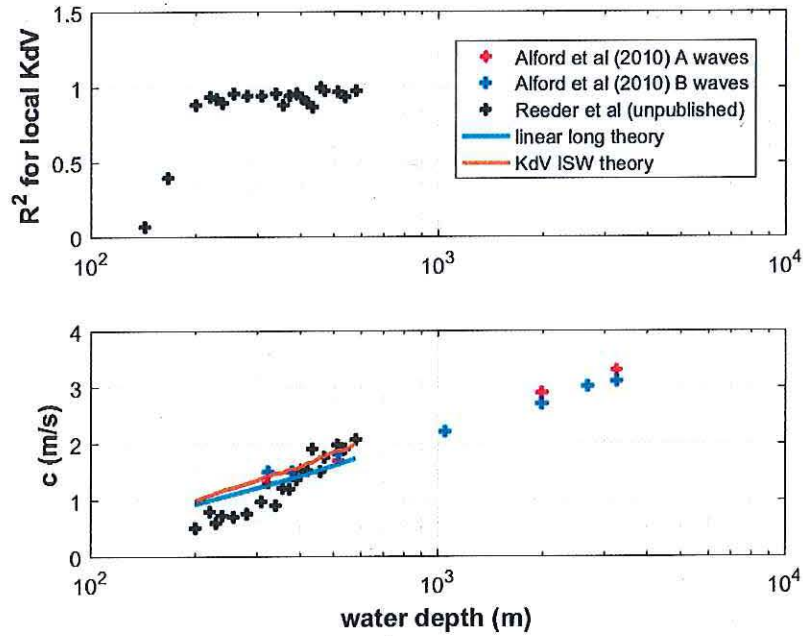 1.5
1
0.5
0
R² for local KdV
10² 10³ 10⁴
Alford et al (2010) A waves
Alford et al (2010) B waves
Reeder et al (unpublished)
linear long theory
KdV ISW theory
4
3
2
1
0
c (m/s)
10² 10³ 10⁴
water depth (m)